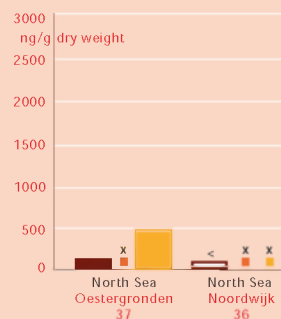 3000
ng/g dry weight
2500
2000
1500
1000
500
0
x
< x x
North Sea North Sea
Oestergronden Noordwijk
37 36